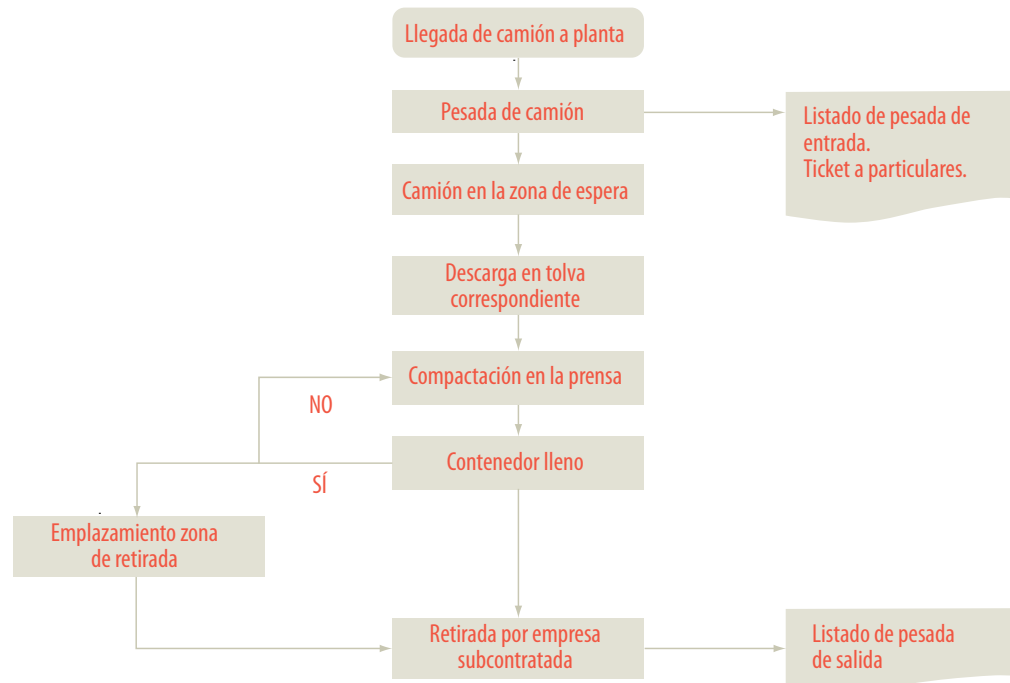 Llegada de camión a planta
Pesada de camión
Listado de pesada de
entrada.
Ticket a particulares.
Camión en la zona de espera
Descarga en tolva
correspondiente
Compactación en la prensa
NO
Contenedor lleno
SÍ
Emplazamiento zona
de retirada
Retirada por empresa
subcontratada
Listado de pesada
de salida